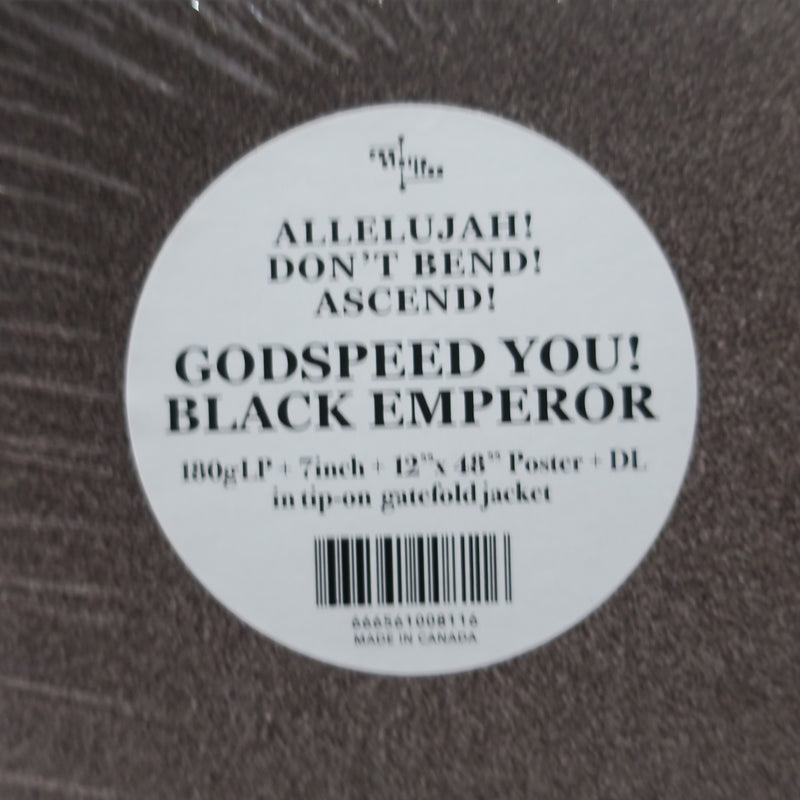 ALLELUJAH!
DON'T BEND!
ASCEND!
GODSPEED YOU!
BLACK EMPEROR
180g LP + 7inch + 12"x 48" Poster + DL
in tip-on gatefold jacket
666561008116
MADE IN CANADA